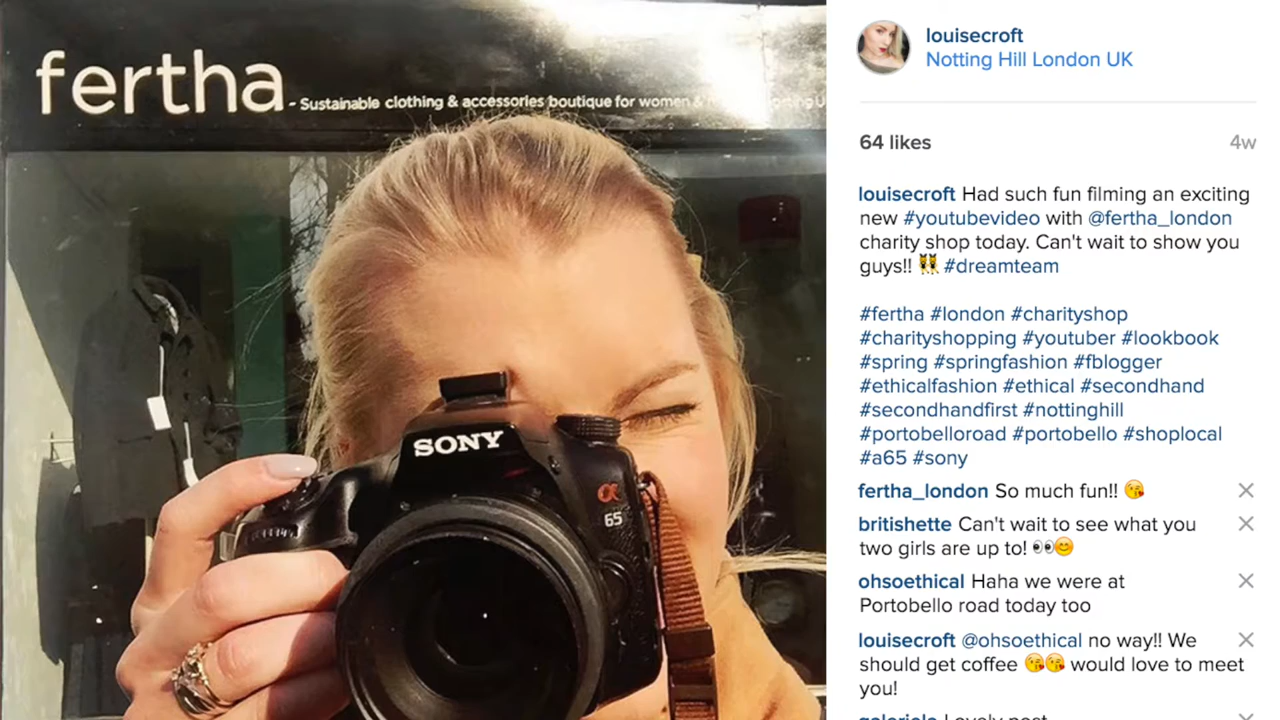 fertha
- Sustainable clothing & accessories boutique for women &
SONY
α
65
louisecroft
Notting Hill London UK
64 likes
4w
louisecroft Had such fun filming an exciting
new #youtubevideo with @fertha_london
charity shop today. Can't wait to show you
guys!! 👯 #dreamteam
#fertha #london #charityshop
#charityshopping #youtuber #lookbook
#spring #springfashion #fblogger
#ethicalfashion #ethical #secondhand
#secondhandfirst #nottinghill
#portobelloroad #portobello #shoplocal
#a65 #sony
fertha_london So much fun!! 😘
britishette Can't wait to see what you
two girls are up to! 👀😊
ohsoethical Haha we were at
Portobello road today too
louisecroft @ohsoethical no way!! We
should get coffee 😘😘 would love to meet
you!
Lovely post